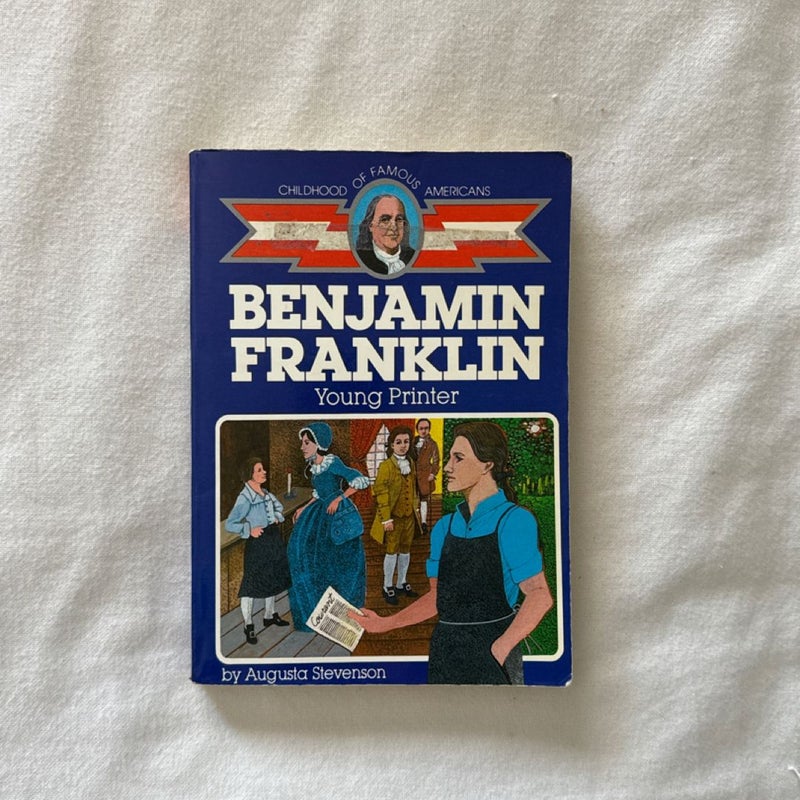 CHILDHOOD OF FAMOUS AMERICANS
BENJAMIN
FRANKLIN
Young Printer
Courant
by Augusta Stevenson